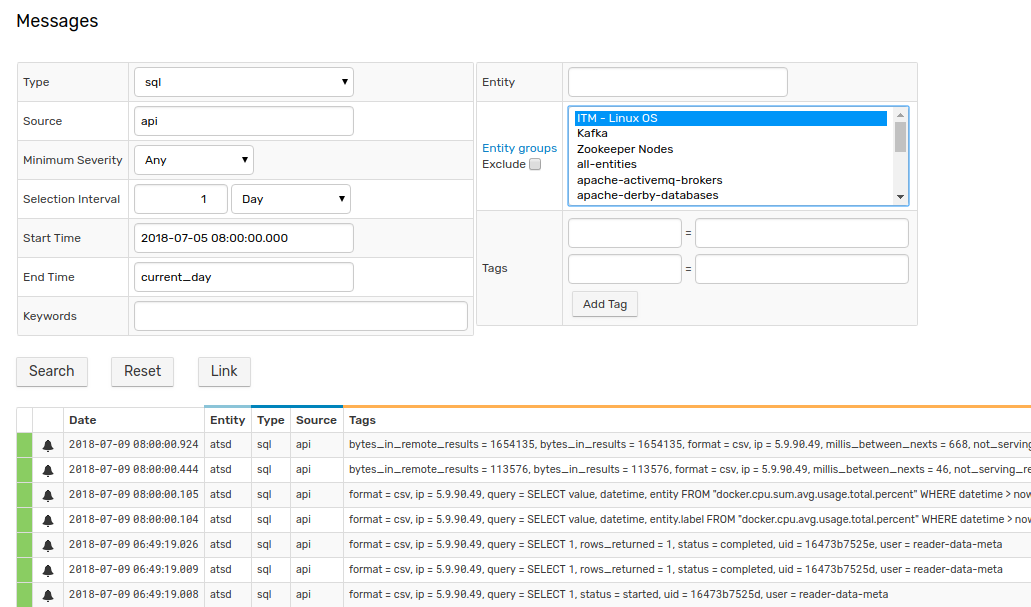 Messages
Type sql
Source api
Minimum Severity Any
Selection Interval 1 Day
Start Time 2018-07-05 08:00:00.000
End Time current_day
Keywords
Entity
Entity groups
Exclude
ITM - Linux OS
Kafka
Zookeeper Nodes
all-entities
apache-activemq-brokers
apache-derby-databases
Tags
=
=
Add Tag
Search Reset Link
Date Entity Type Source Tags
2018-07-09 08:00:00.924 atsd sql api bytes_in_remote_results = 1654135, bytes_in_results = 1654135, format = csv, ip = 5.9.90.49, millis_between_nexts = 668, not_serving
2018-07-09 08:00:00.444 atsd sql api bytes_in_remote_results = 113576, bytes_in_results = 113576, format = csv, ip = 5.9.90.49, millis_between_nexts = 46, not_serving_re
2018-07-09 08:00:00.105 atsd sql api format = csv, ip = 5.9.90.49, query = SELECT value, datetime, entity FROM "docker.cpu.sum.avg.usage.total.percent" WHERE datetime > now
2018-07-09 08:00:00.104 atsd sql api format = csv, ip = 5.9.90.49, query = SELECT value, datetime, entity.label FROM "docker.cpu.avg.usage.total.percent" WHERE datetime > now
2018-07-09 06:49:19.026 atsd sql api format = csv, ip = 5.9.90.49, query = SELECT 1, rows_returned = 1, status = completed, uid = 16473b7525e, user = reader-data-meta
2018-07-09 06:49:19.009 atsd sql api format = csv, ip = 5.9.90.49, query = SELECT 1, rows_returned = 1, status = completed, uid = 16473b7525d, user = reader-data-meta
2018-07-09 06:49:19.008 atsd sql api format = csv, ip = 5.9.90.49, query = SELECT 1, status = started, uid = 16473b7525d, user = reader-data-meta